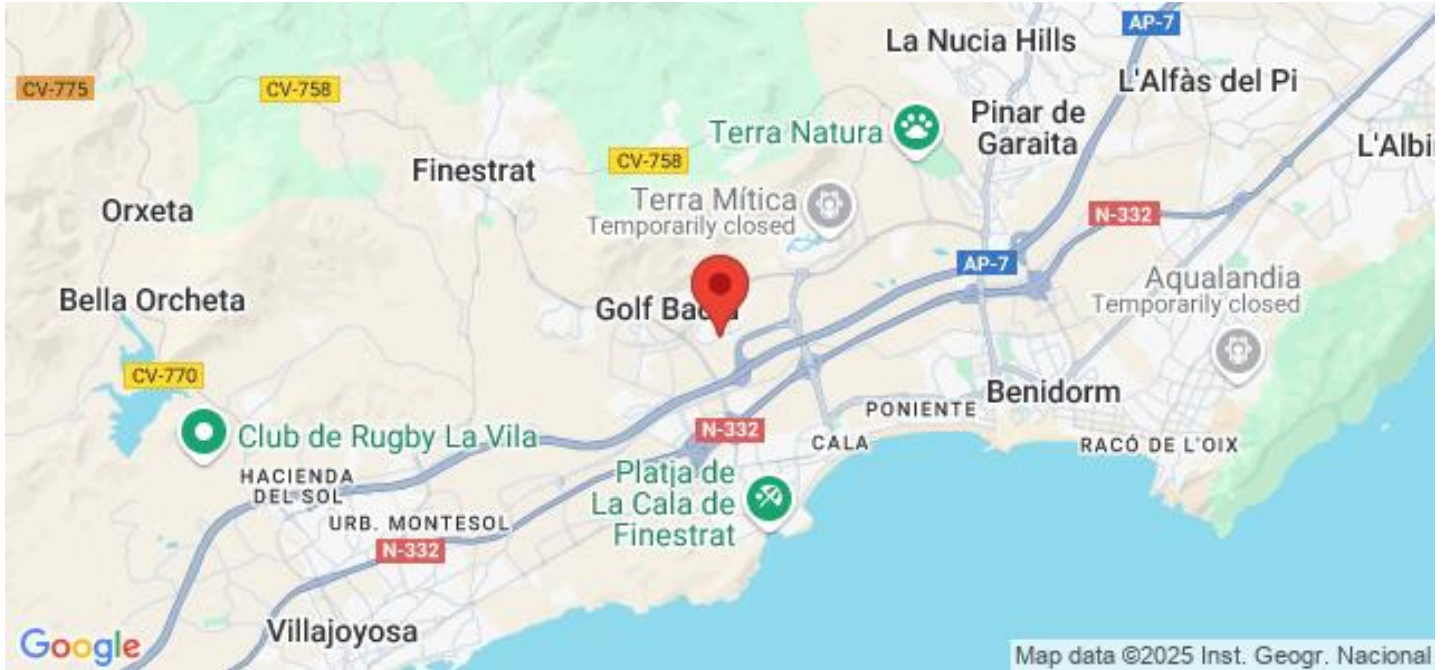 AP-7
La Nucia Hills
CV-775
CV-758
L'Alfàs del Pi
Terra Natura
Pinar de
Garaita
L'Albi
Finestrat
CV-758
Orxeta
Terra Mítica
Temporarily closed
N-332
AP-7
Aqualandia
Temporarily closed
Bella Orcheta
Golf Ba
CV-770
Benidorm
PONIENTE
N-332
CALA
RACÓ DE L'OIX
Club de Rugby La Vila
HACIENDA
DEL SOL
Platja de
La Cala de
Finestrat
URB. MONTESOL
N-332
Villajoyosa
Google
Map data ©2025 Inst. Geogr. Nacional